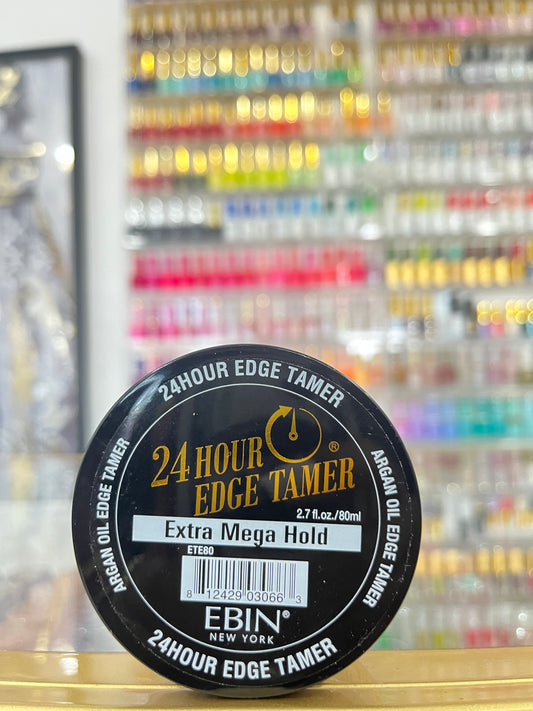 24HOUR EDGE TAMER
ARGAN OIL EDGE TAMER
ARGAN OIL EDGE TAMER
24 HOUR
EDGE TAMER®
2.7 fl.oz./80ml
Extra Mega Hold
ETE80
8 12429 03066 3
EBIN®
NEW YORK
24HOUR EDGE TAMER